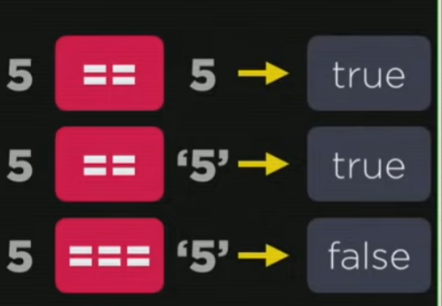 5 == 5 → true
5 == ‘5’ → true
5 === ‘5’ → false